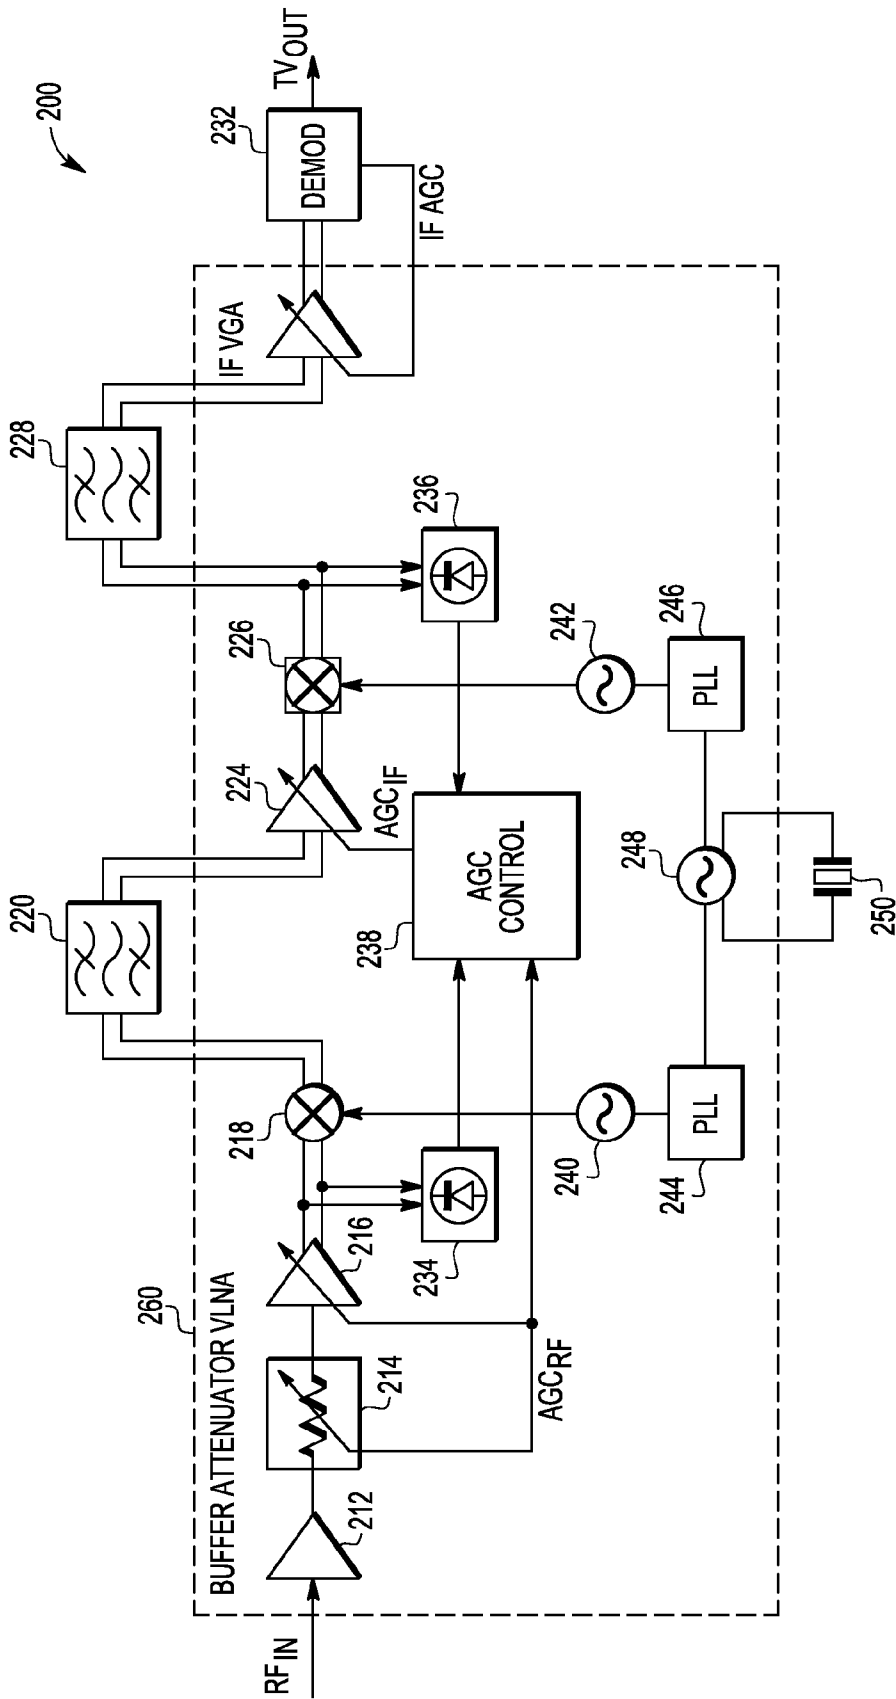 200
232
TV OUT
DEMOD
IF AGC
IF VGA
228
236
226
242
246
PLL
224
AGC IF
220
AGC
CONTROL
238
248
250
218
240
PLL
244
216
234
260
BUFFER ATTENUATOR VLNA
214
AGC RF
212
RF IN